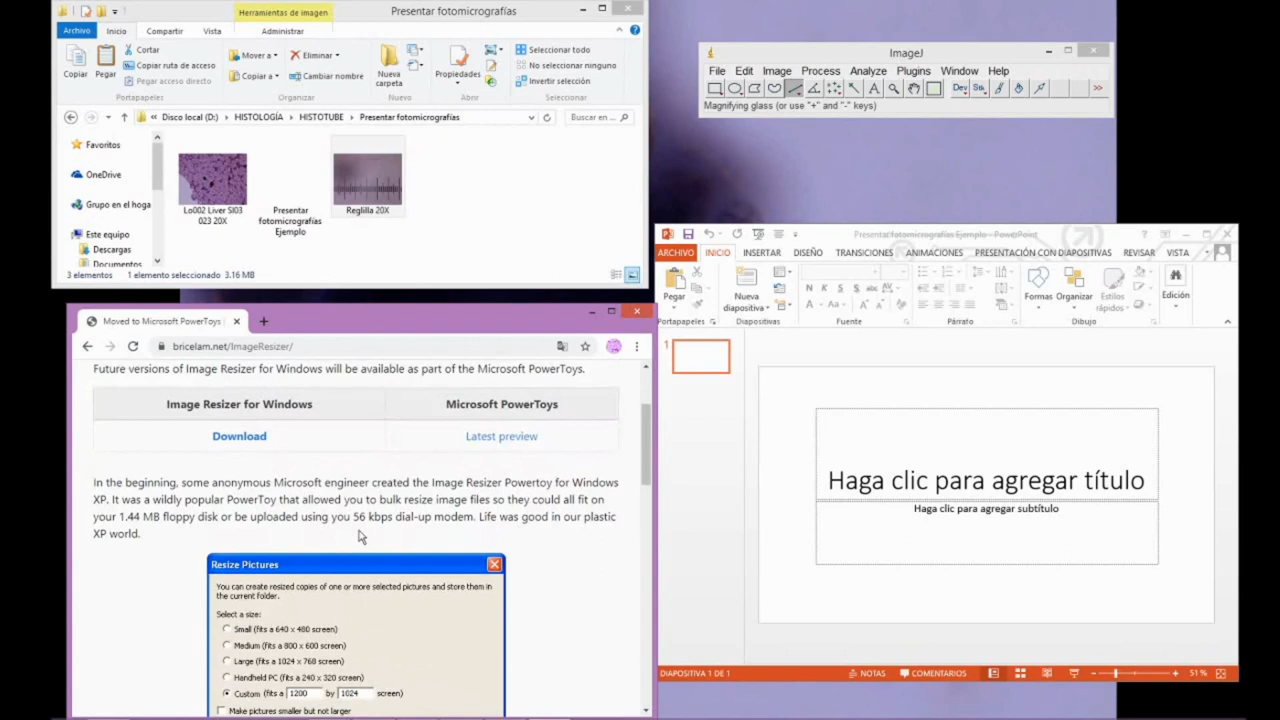 Herramientas de imagen
Presentar fotomicrografías
Archivo
Inicio
Compartir
Vista
Administrar
Copiar
Pegar
Cortar
Copiar ruta de acceso
Pegar acceso directo
Portapapeles
Mover a
Copiar a
Eliminar
Cambiar nombre
Organizar
Nueva
carpeta
Nuevo
Propiedades
Abrir
Seleccionar todo
No seleccionar ninguno
Invertir selección
Seleccionar
« Disco local (D:) HISTOLOGÍA HISTOTUBE Presentar fotomicrografías
Buscar en ...
Favoritos
OneDrive
Grupo en el hoga
Este equipo
Descargas
Documentos
Lo002 Liver Sl03
023 20X
Presentar
fotomicrografías
Ejemplo
Reglilla 20X
3 elementos 1 elemento seleccionado 3.16 MB
ImageJ
File Edit Image Process Analyze Plugins Window Help
A Dev Stk >>
Magnifying glass (or use "+" and "-" keys)
Moved to Microsoft PowerToys
bricelam.net/ImageResizer/
Future versions of Image Resizer for Windows will be available as part of the Microsoft PowerToys.
Image Resizer for Windows Microsoft PowerToys
Download Latest preview
In the beginning, some anonymous Microsoft engineer created the Image Resizer Powertoy for Windows
XP. It was a wildly popular PowerToy that allowed you to bulk resize image files so they could all fit on
your 1.44 MB floppy disk or be uploaded using you 56 kbps dial-up modem. Life was good in our plastic
XP world.
Resize Pictures
You can create resized copies of one or more selected pictures and store them in
the current folder.
Select a size:
Small (fits a 640 x 480 screen)
Medium (fits a 800 x 600 screen)
Large (fits a 1024 x 768 screen)
Handheld PC (fits a 240 x 320 screen)
Custom (fits a 1200 by 1024 screen)
Make pictures smaller but not larger
Presentar fotomicrografías Ejemplo - PowerPoint
ARCHIVO INICIO INSERTAR DISEÑO TRANSICIONES ANIMACIONES PRESENTACIÓN CON DIAPOSITIVAS REVISAR VISTA
Pegar
Portapapeles
Nueva
diapositiva
Diapositivas
N K S S abc AV
Fuente
Párrafo
Formas
Organizar
Estilos
rápidos
Dibujo
Edición
1
Haga clic para agregar título
Haga clic para agregar subtítulo
DIAPOSITIVA 1 DE 1
NOTAS
COMENTARIOS
51 %